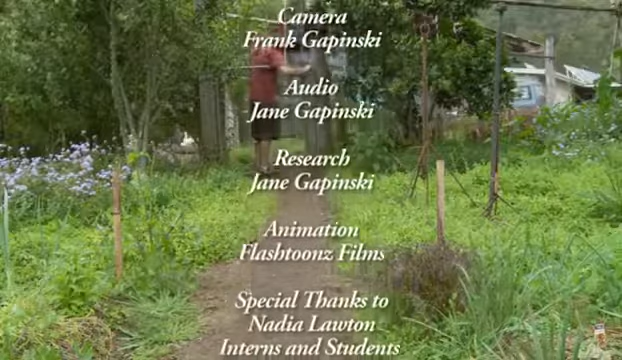 Camera
Frank Gapinski
Audio
Jane Gapinski
Research
Jane Gapinski
Animation
Flashtoonz Films
Special Thanks to
Nadia Lawton
Interns and Students